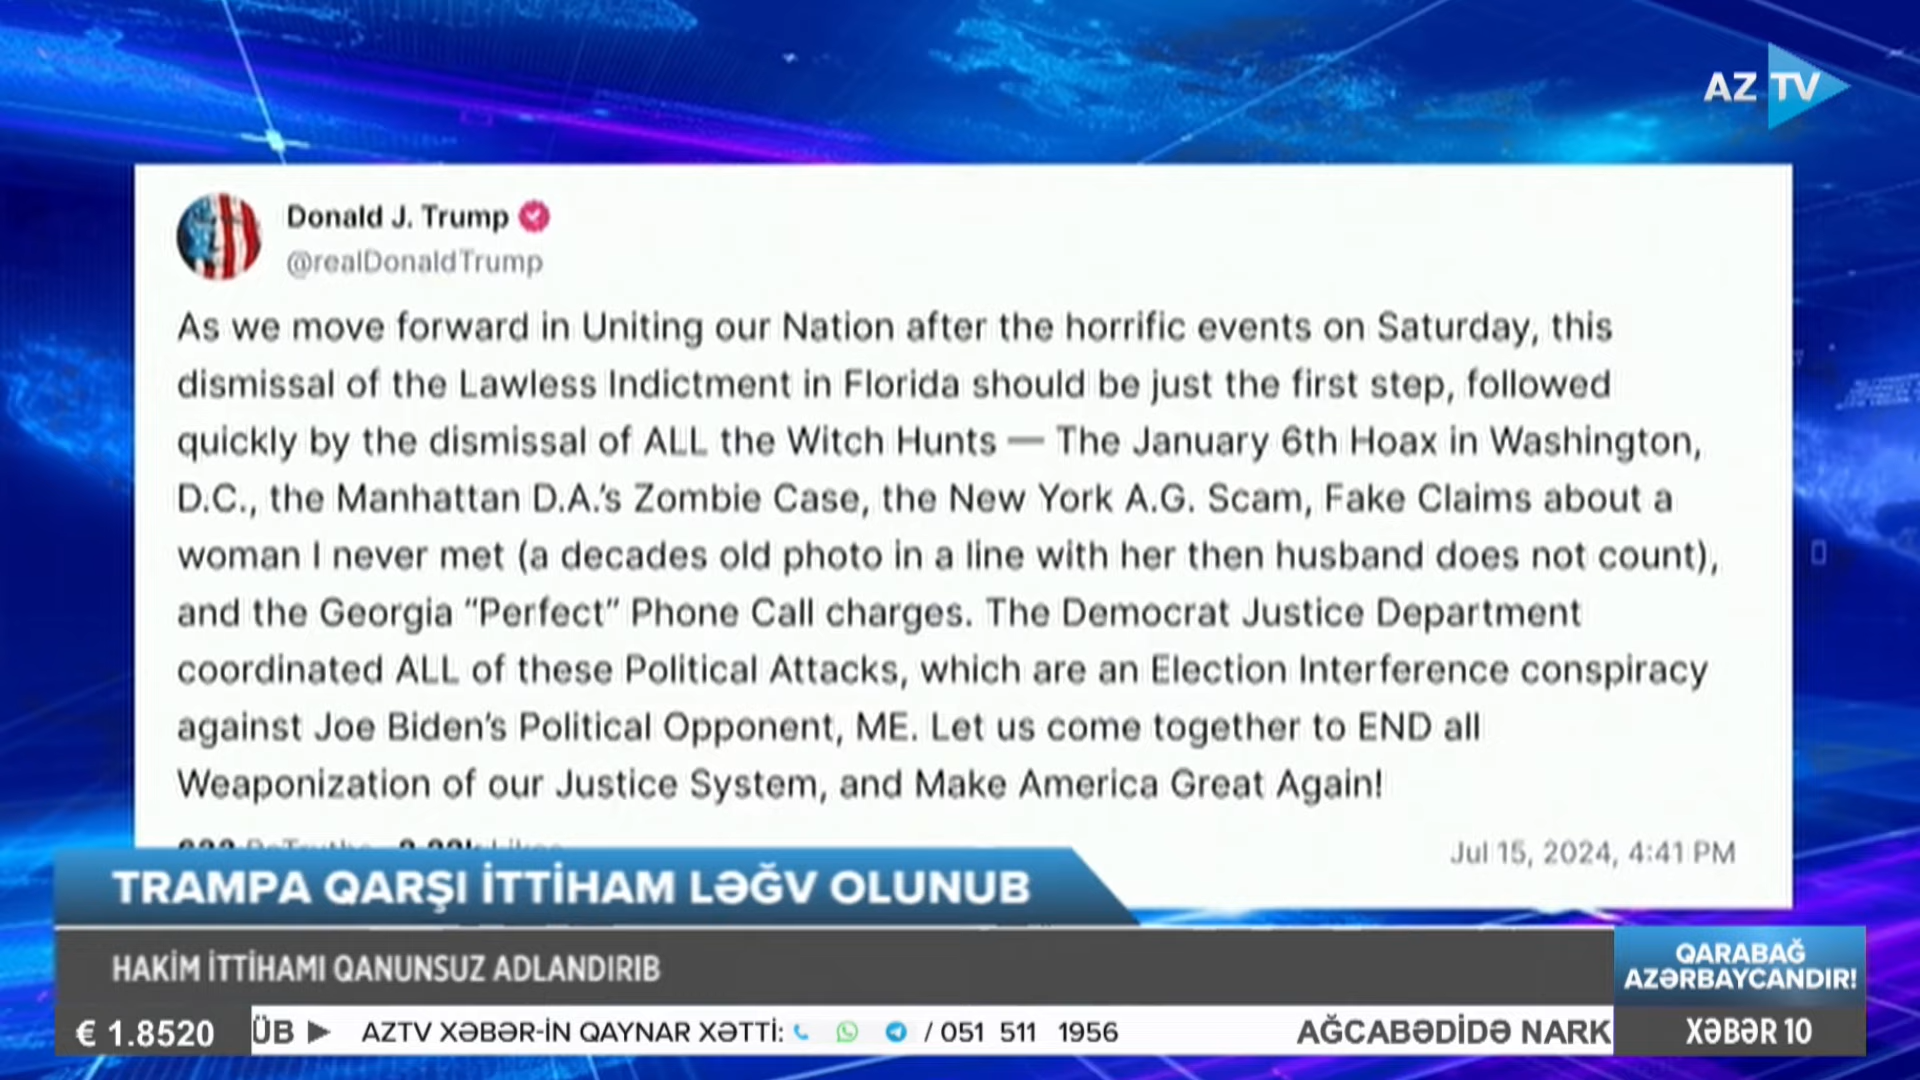 AZ TV
Donald J. Trump
@realDonaldTrump
As we move forward in Uniting our Nation after the horrific events on Saturday, this
dismissal of the Lawless Indictment in Florida should be just the first step, followed
quickly by the dismissal of ALL the Witch Hunts — The January 6th Hoax in Washington,
D.C., the Manhattan D.A.’s Zombie Case, the New York A.G. Scam, Fake Claims about a
woman I never met (a decades old photo in a line with her then husband does not count),
and the Georgia “Perfect” Phone Call charges. The Democrat Justice Department
coordinated ALL of these Political Attacks, which are an Election Interference conspiracy
against Joe Biden’s Political Opponent, ME. Let us come together to END all
Weaponization of our Justice System, and Make America Great Again!
Jul 15, 2024, 4:41 PM
TRAMPA QARŞI İTTİHAM LƏĞV OLUNUB
HAKİM İTTİHAMI QANUNSUZ ADLANDIRIB
QARABAĞ
AZƏRBAYCANDIR!
€ 1.8520 ÜB ▶ AZTV XƏBƏR-İN QAYNAR XƏTTİ: / 051 511 1956 AĞCABƏDİDƏ NARK
XƏBƏR 10